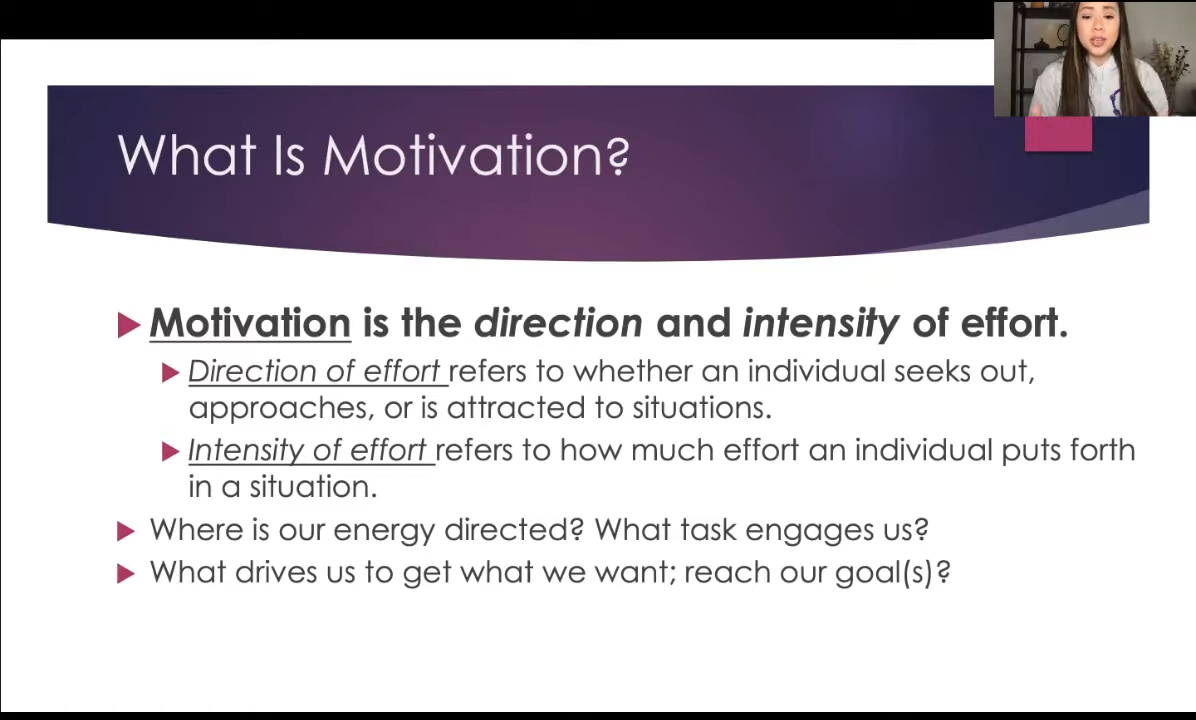 What Is Motivation?
Motivation is the direction and intensity of effort.
Direction of effort refers to whether an individual seeks out,
approaches, or is attracted to situations.
Intensity of effort refers to how much effort an individual puts forth
in a situation.
Where is our energy directed? What task engages us?
What drives us to get what we want; reach our goal(s)?